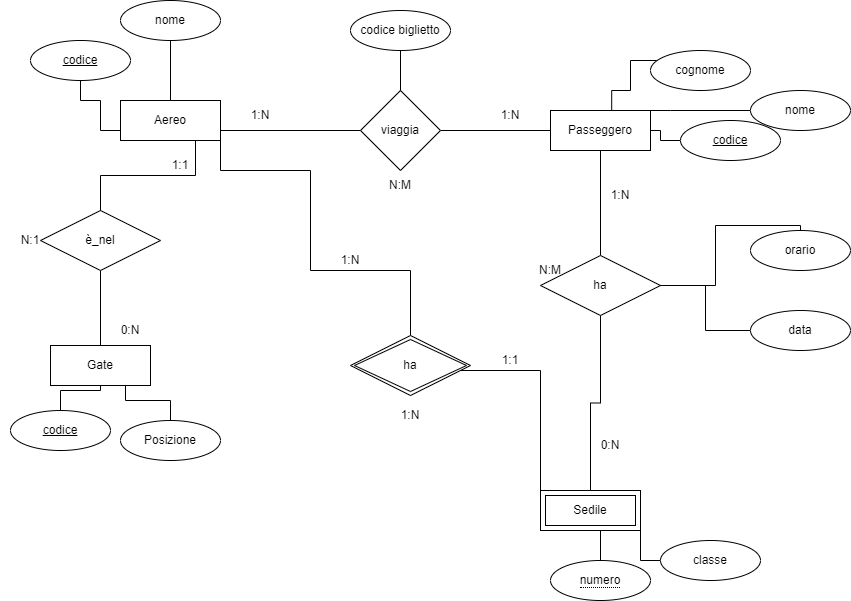 nome
codice biglietto
codice
cognome
nome
Aereo
1:N
viaggia
1:N
Passeggero
codice
1:1
N:M
1:N
N:1
è_nel
orario
1:N
N:M
ha
0:N
data
Gate
ha
1:1
1:N
codice
Posizione
0:N
Sedile
classe
numero